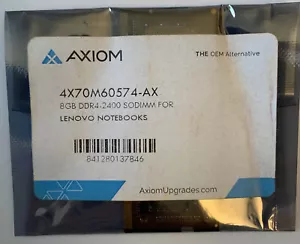 AXIOM
THE OEM Alternative
4X70M60574-AX
8GB DDR4-2400 SODIMM FOR
LENOVO NOTEBOOKS
841280137846
AxiomUpgrades.com